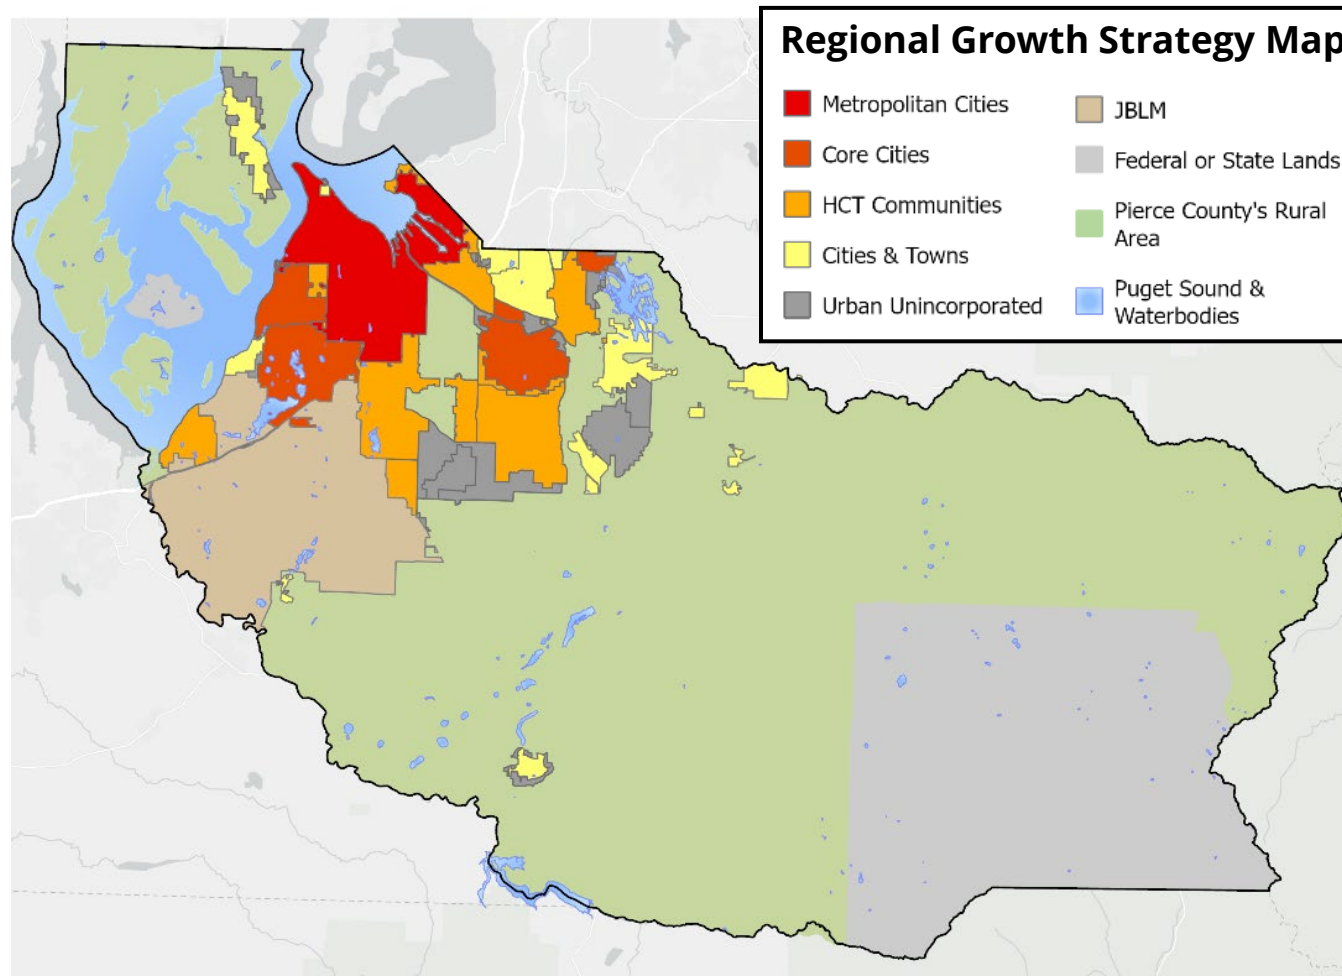 Regional Growth Strategy Map
Metropolitan Cities
Core Cities
HCT Communities
Cities & Towns
Urban Unincorporated
JBLM
Federal or State Lands
Pierce County's Rural
Area
Puget Sound &
Waterbodies